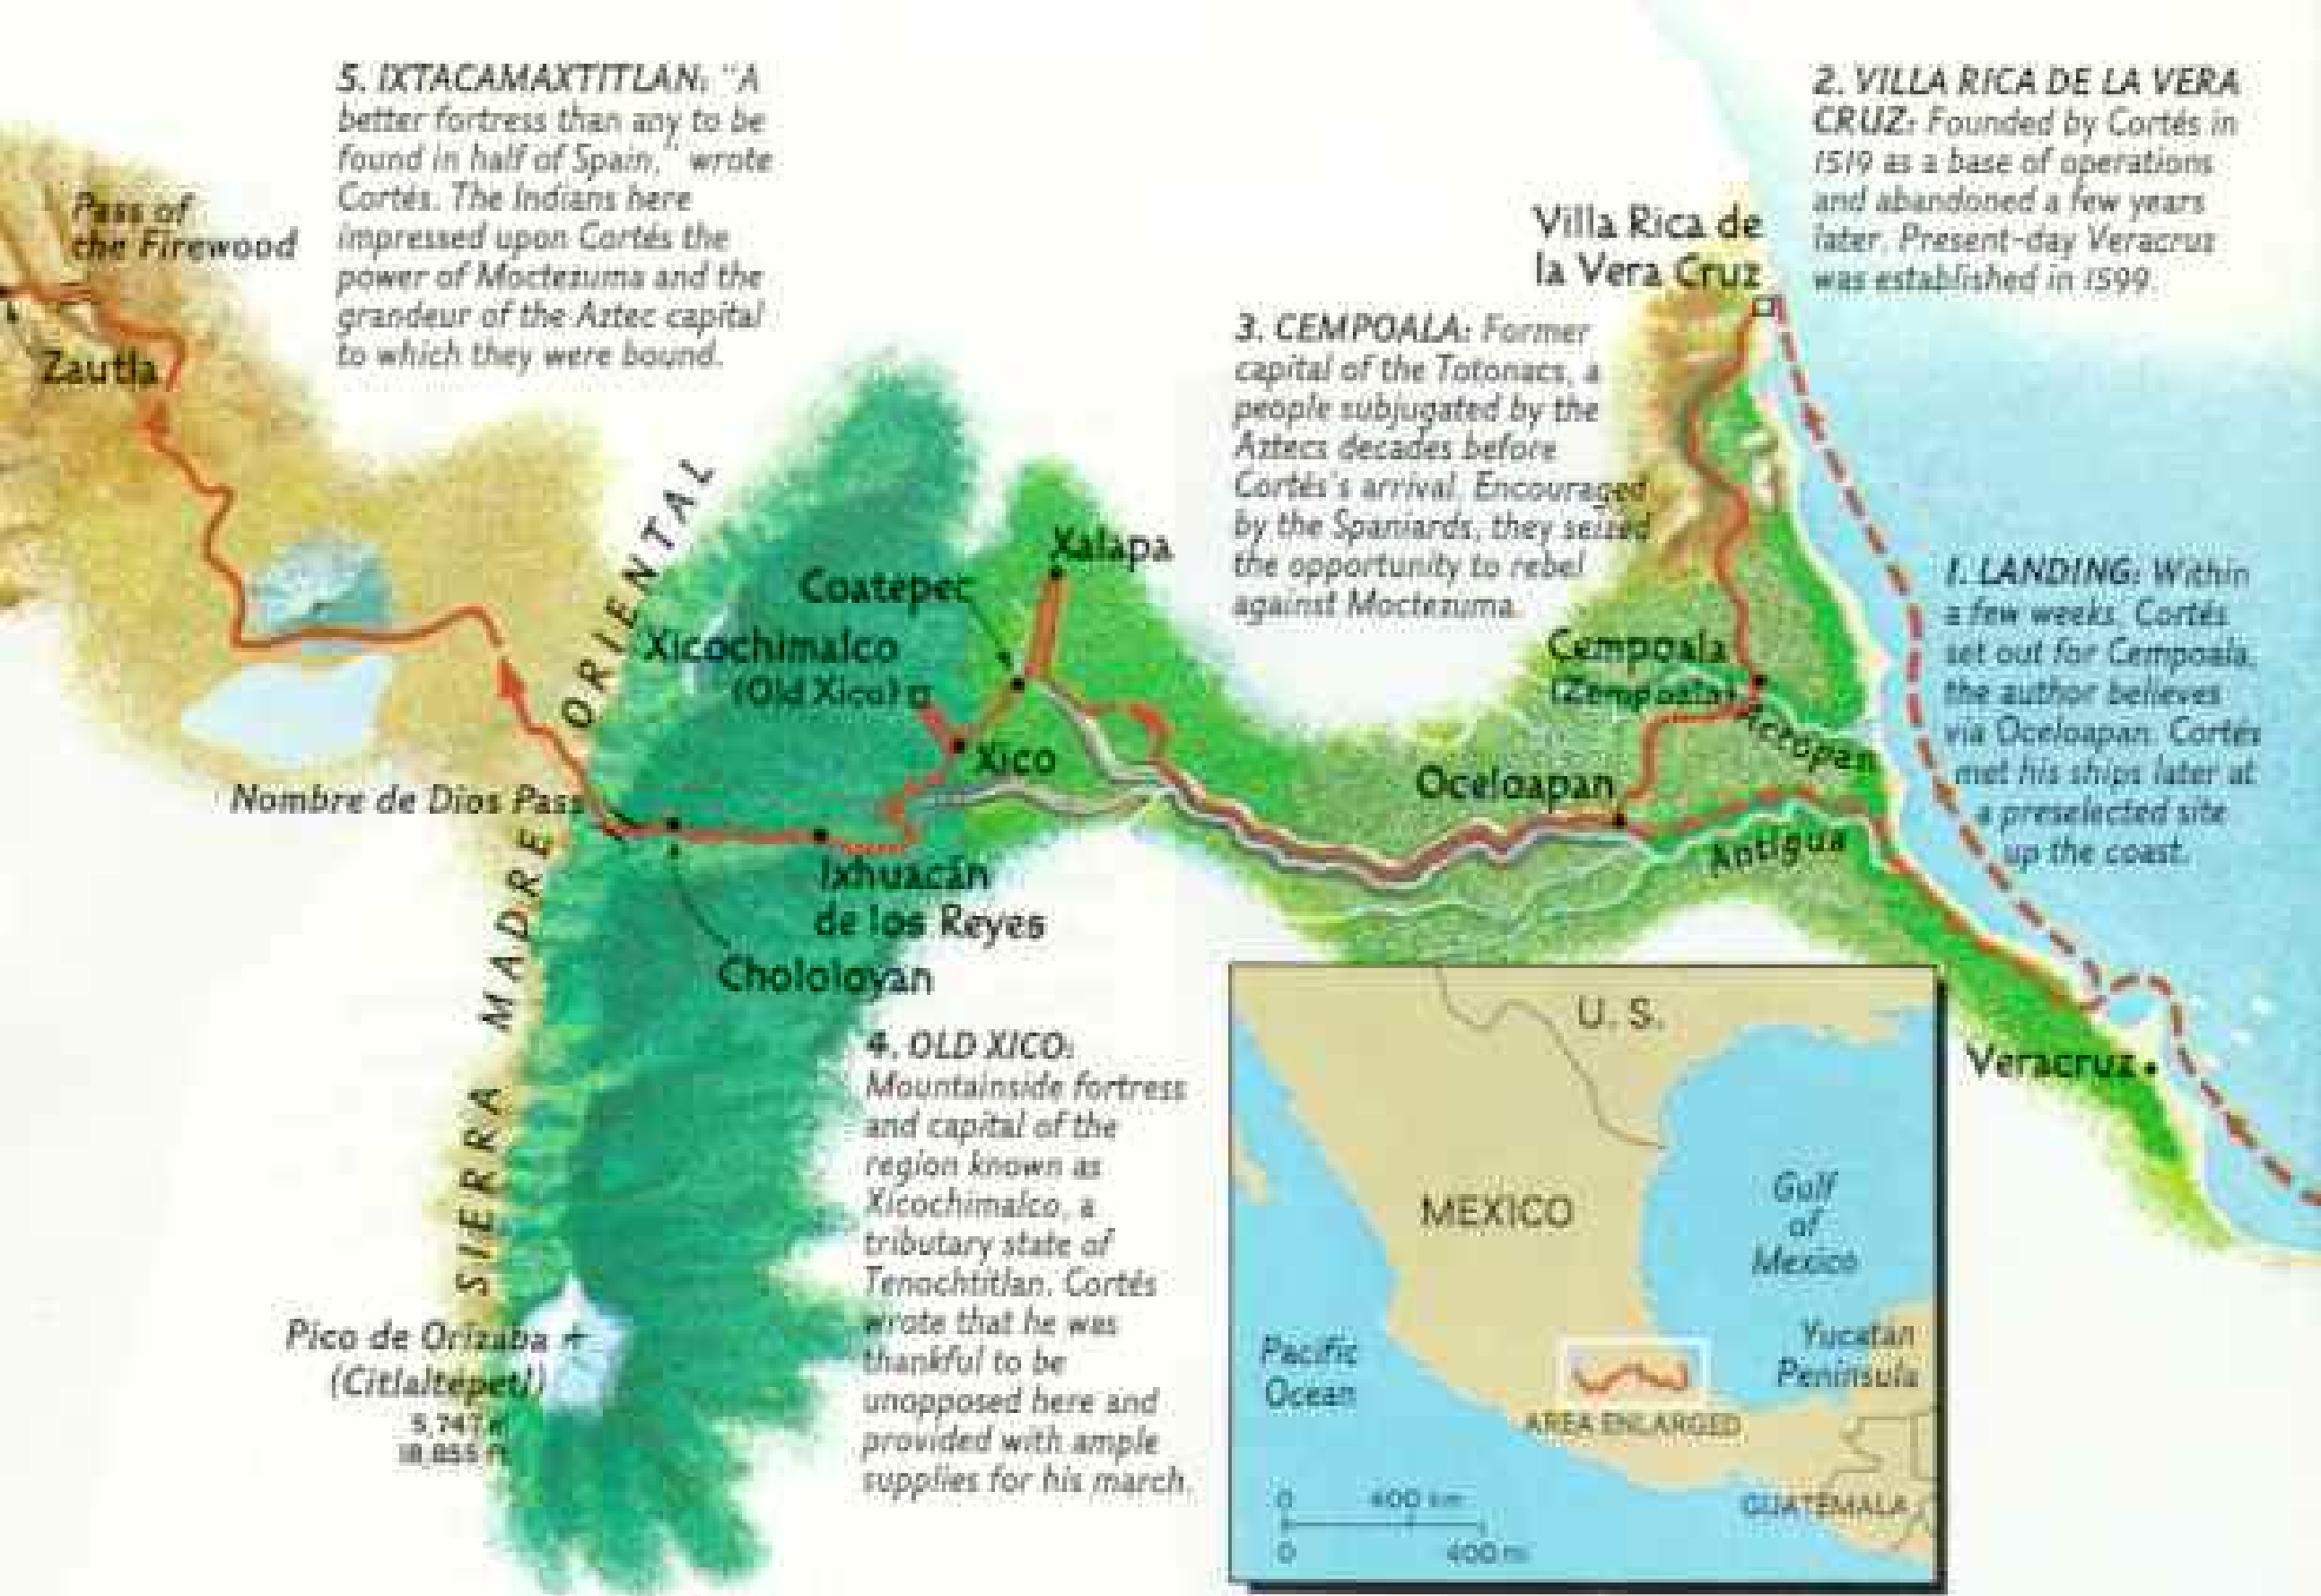 5. IXTACAMAXTITLAN: "A
better fortress than any to be
found in half of Spain," wrote
Cortés. The Indians here
impressed upon Cortés the
power of Moctezuma and the
grandeur of the Aztec capital
to which they were bound.
2. VILLA RICA DE LA VERA
CRUZ: Founded by Cortés in
1519 as a base of operations
and abandoned a few years
later. Present-day Veracruz
was established in 1599.
Pass of
the Firewood
Zautla
Villa Rica de
la Vera Cruz
3. CEMPOALA: Former
capital of the Totonacs, a
people subjugated by the
Aztecs decades before
Cortés's arrival. Encouraged
by the Spaniards, they seized
the opportunity to rebel
against Moctezuma.
1. LANDING: Within
a few weeks, Cortés
set out for Cempoala,
the author believes
via Oceloapan. Cortés
met his ships later at
a preselected site
up the coast.
Xalapa
Coatepec
Xicochimalco
(Old Xico)
Xico
Cempoala
(Zempoala)
Actopan
Oceloapan
Antigua
Nombre de Dios Pass
Ixhuacán
de los Reyes
Chololoyan
SIERRA MADRE ORIENTAL
Veracruz
4. OLD XICO:
Mountainside fortress
and capital of the
region known as
Xicochimalco, a
tributary state of
Tenochtitlan. Cortés
wrote that he was
thankful to be
unopposed here and
provided with ample
supplies for his march.
Pico de Orizaba
(Citlaltépetl)
5,747 m
18,855 ft
U.S.
MEXICO
Gulf
of
Mexico
Pacific
Ocean
Yucatán
Peninsula
AREA ENLARGED
GUATEMALA
0 400 km
0 400 mi